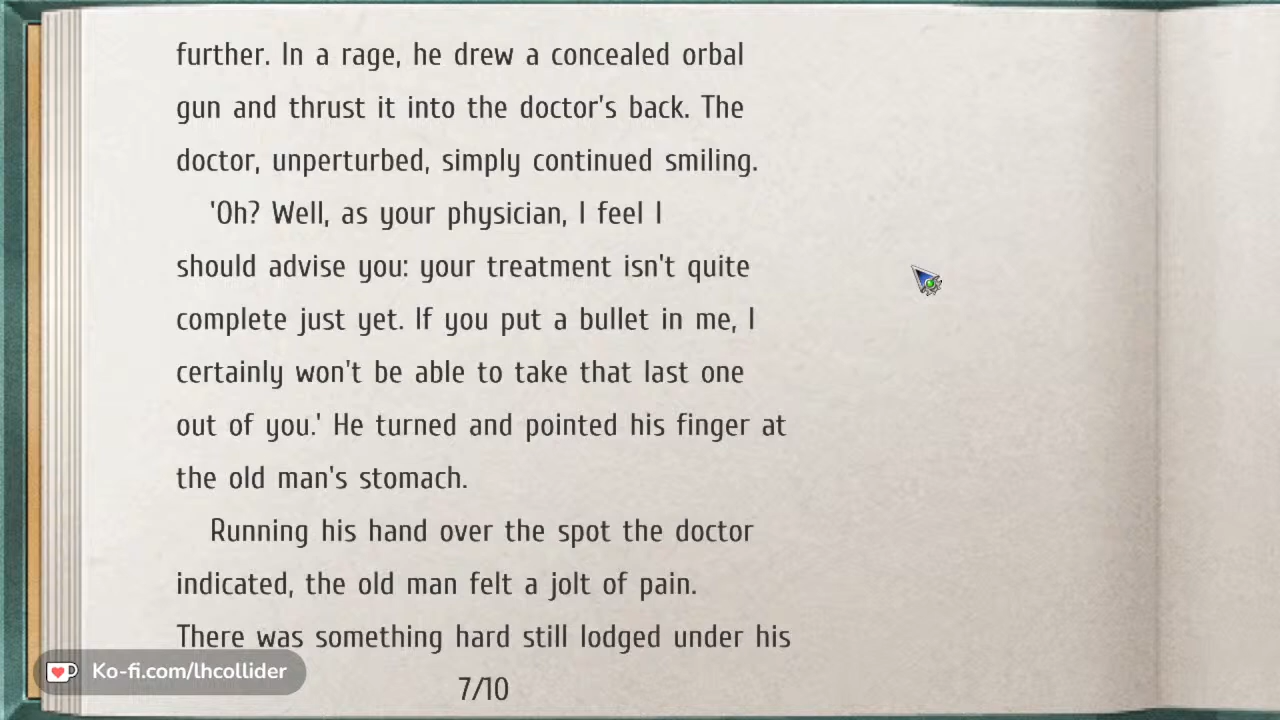 further. In a rage, he drew a concealed orbal
gun and thrust it into the doctor's back. The
doctor, unperturbed, simply continued smiling.
'Oh? Well, as your physician, I feel I
should advise you: your treatment isn't quite
complete just yet. If you put a bullet in me, I
certainly won't be able to take that last one
out of you.' He turned and pointed his finger at
the old man's stomach.
Running his hand over the spot the doctor
indicated, the old man felt a jolt of pain.
There was something hard still lodged under his
Ko-fi.com/lhcollider
7/10